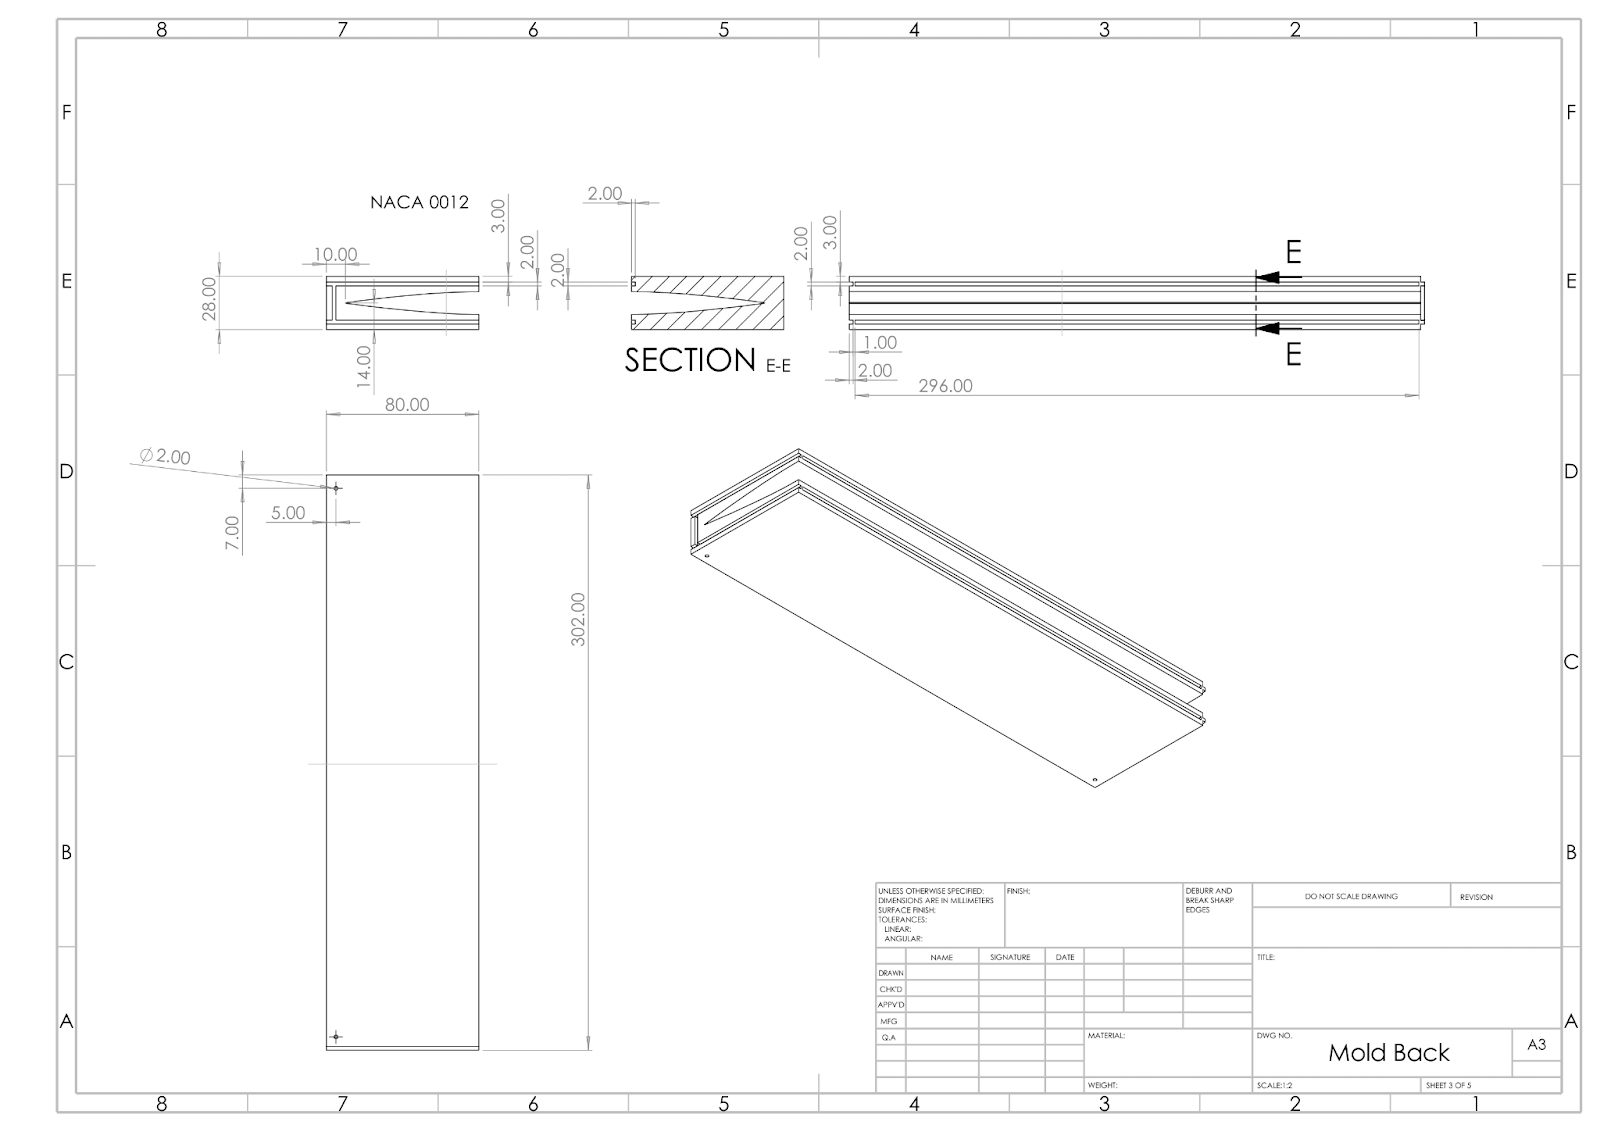 8 7 6 5 4 3 2 1
F F
NACA 0012
3.00
2.00
2.00
2.00
2.00
3.00
10.00
28.00
14.00
E E
E
E
SECTION E-E
1.00
2.00
296.00
80.00
Ø2.00
D D
7.00
5.00
302.00
C C
B B
UNLESS OTHERWISE SPECIFIED:
DIMENSIONS ARE IN MILLIMETERS
SURFACE FINISH:
TOLERANCES:
LINEAR:
ANGULAR:
FINISH:
DEBURR AND
BREAK SHARP
EDGES
DO NOT SCALE DRAWING
REVISION
NAME SIGNATURE DATE
TITLE:
DRAWN
CHK'D
APPV'D
MFG
Q.A
A A
MATERIAL:
DWG NO.
Mold Back
A3
WEIGHT:
SCALE:1:2
SHEET 3 OF 5
8 7 6 5 4 3 2 1